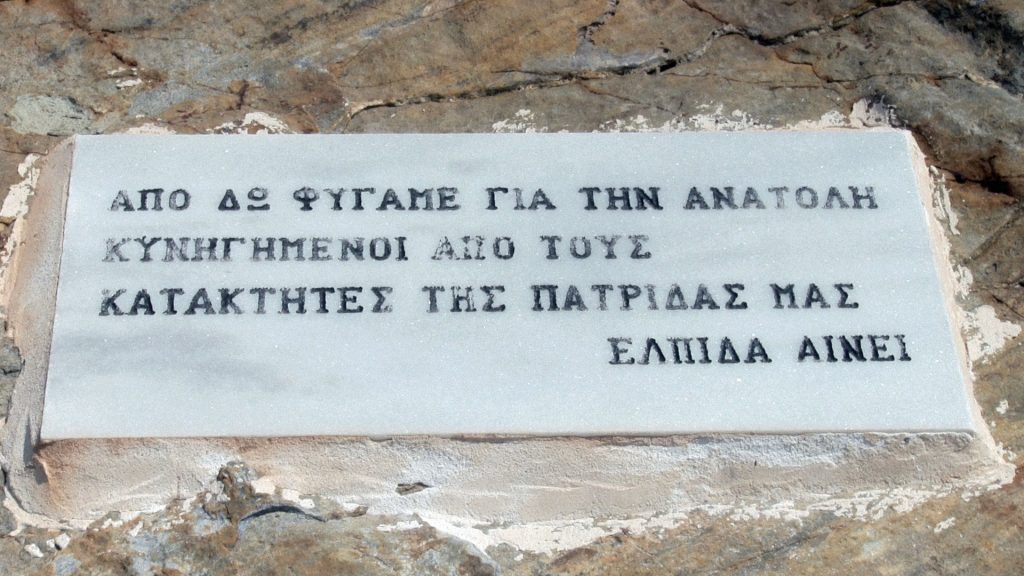 ΑΠΟ ΔΩ ΦΥΓΑΜΕ ΓΙΑ ΤΗΝ ΑΝΑΤΟΛΗ
ΚΥΝΗΓΗΜΕΝΟΙ ΑΠΟ ΤΟΥΣ
ΚΑΤΑΚΤΗΤΕΣ ΤΗΣ ΠΑΤΡΙΔΑΣ ΜΑΣ
ΕΛΠΙΔΑ ΑΙΝΕΙ